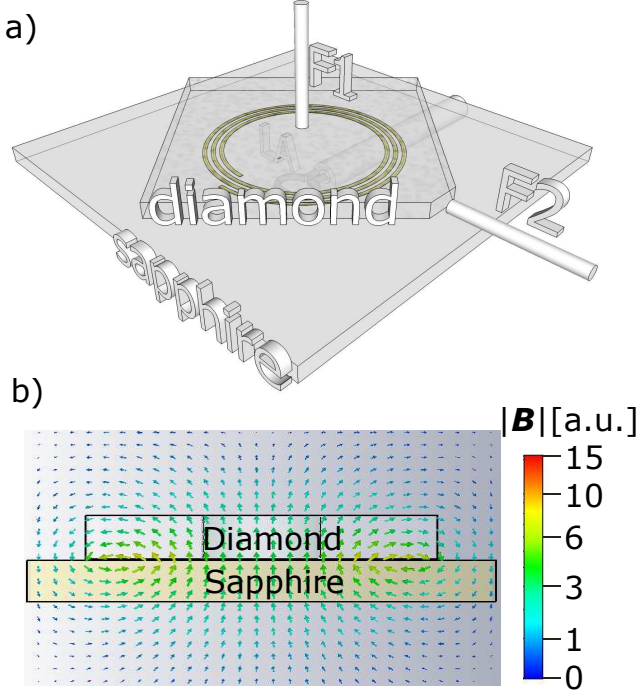 a)
F1
LA
F2
diamond
sapphire
b)
|B| [a.u.]
15
10
6
3
1
0
Diamond
Sapphire